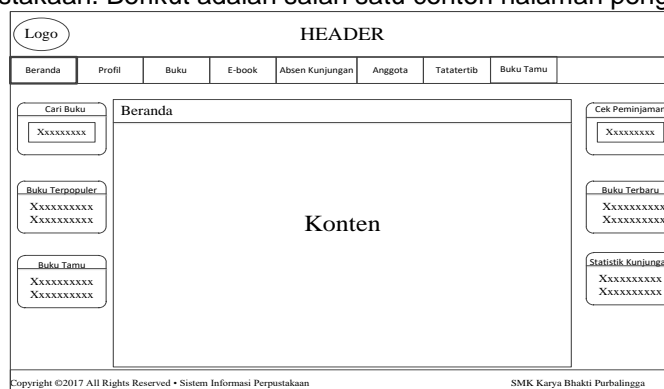 stakaan. Berikut adalah salah satu contoh halaman peng
Logo
HEADER
Beranda
Profil
Buku
E-book
Absen Kunjungan
Anggota
Tatatertib
Buku Tamu
Cari Buku
Xxxxxxxxx
Buku Terpopuler
Xxxxxxxxxx
Xxxxxxxxxx
Buku Tamu
Xxxxxxxxxx
Xxxxxxxxxx
Beranda
Konten
Cek Peminjaman
Xxxxxxxxx
Buku Terbaru
Xxxxxxxxxx
Xxxxxxxxxx
Statistik Kunjunga
Xxxxxxxxxx
Xxxxxxxxxx
Copyright ©2017 All Rights Reserved • Sistem Informasi Perpustakaan
SMK Karya Bhakti Purbalingga